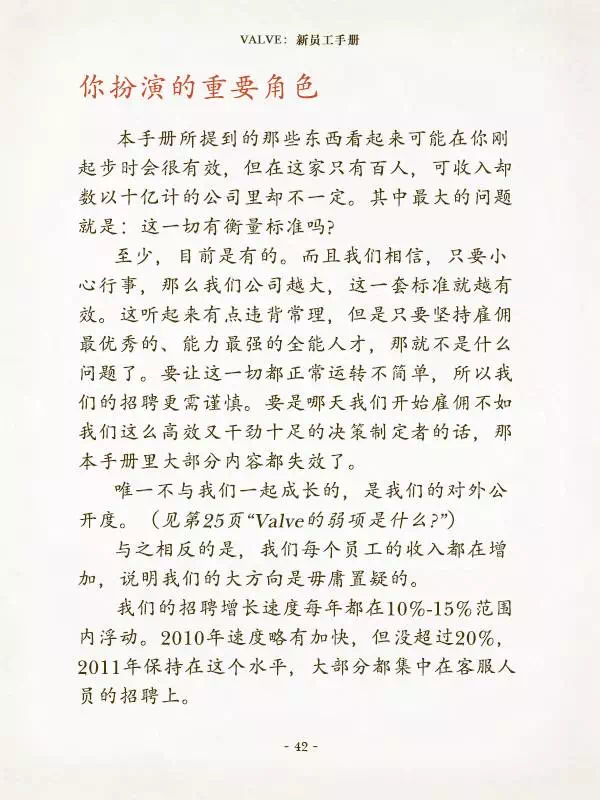 VALVE：新员工手册
你扮演的重要角色
本手册所提到的那些东西看起来可能在你刚
起步时会很有效，但在这家只有百人，可收入却
数以十亿计的公司里却不一定。其中最大的问题
就是：这一切有衡量标准吗?
至少，目前是有的。而且我们相信，只要小
心行事，那么我们公司越大，这一套标准就越有
效。这听起来有点违背常理，但是只要坚持雇佣
最优秀的、能力最强的全能人才，那就不是什么
问题了。要让这一切都正常运转不简单，所以我
们的招聘更需谨慎。要是哪天我们开始雇佣不如
我们这么高效又干劲十足的决策制定者的话，那
本手册里大部分内容都失效了。
唯一不与我们一起成长的，是我们的对外公
开度。（见第25页“Valve的弱项是什么?”）
与之相反的是，我们每个员工的收入都在增
加，说明我们的大方向是毋庸置疑的。
我们的招聘增长速度每年都在10%-15%范围
内浮动。2010年速度略有加快，但没超过20%，
2011年保持在这个水平，大部分都集中在客服人
员的招聘上。
- 42 -